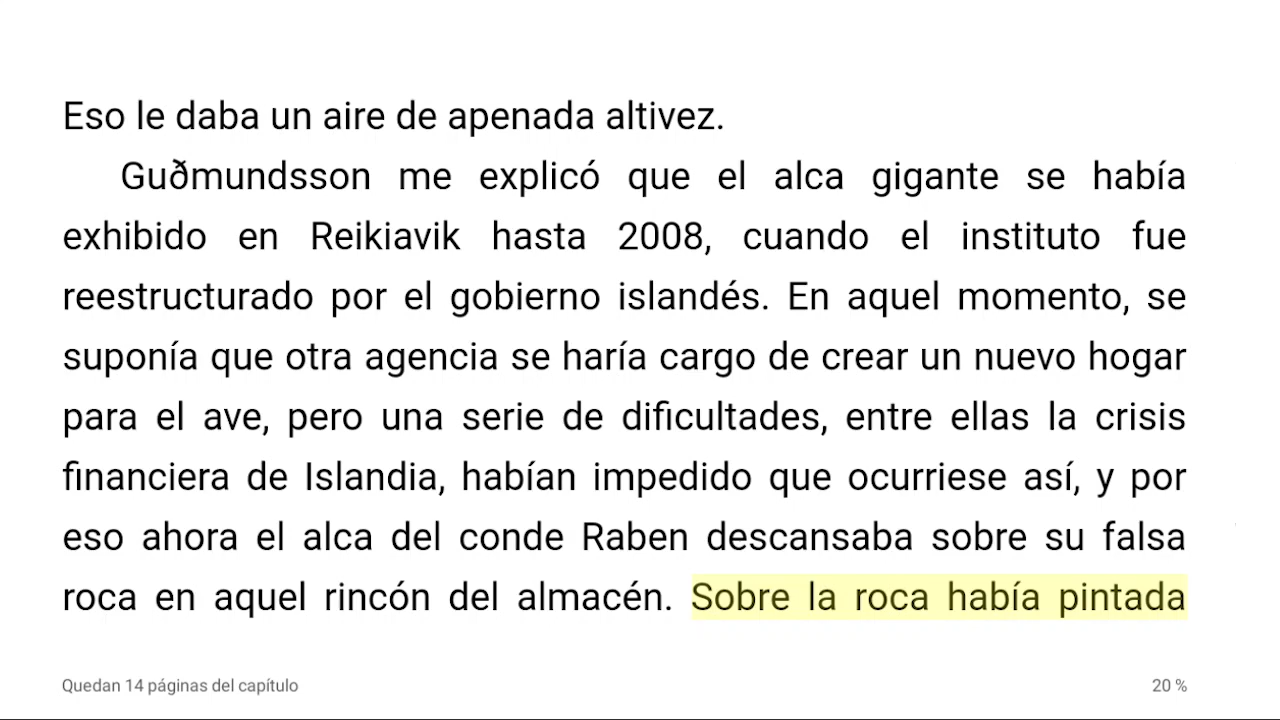 Eso le daba un aire de apenada altivez.
Guðmundsson me explicó que el alca gigante se había
exhibido en Reikiavik hasta 2008, cuando el instituto fue
reestructurado por el gobierno islandés. En aquel momento, se
suponía que otra agencia se haría cargo de crear un nuevo hogar
para el ave, pero una serie de dificultades, entre ellas la crisis
financiera de Islandia, habían impedido que ocurriese así, y por
eso ahora el alca del conde Raben descansaba sobre su falsa
roca en aquel rincón del almacén. Sobre la roca había pintada
Quedan 14 páginas del capítulo
20 %